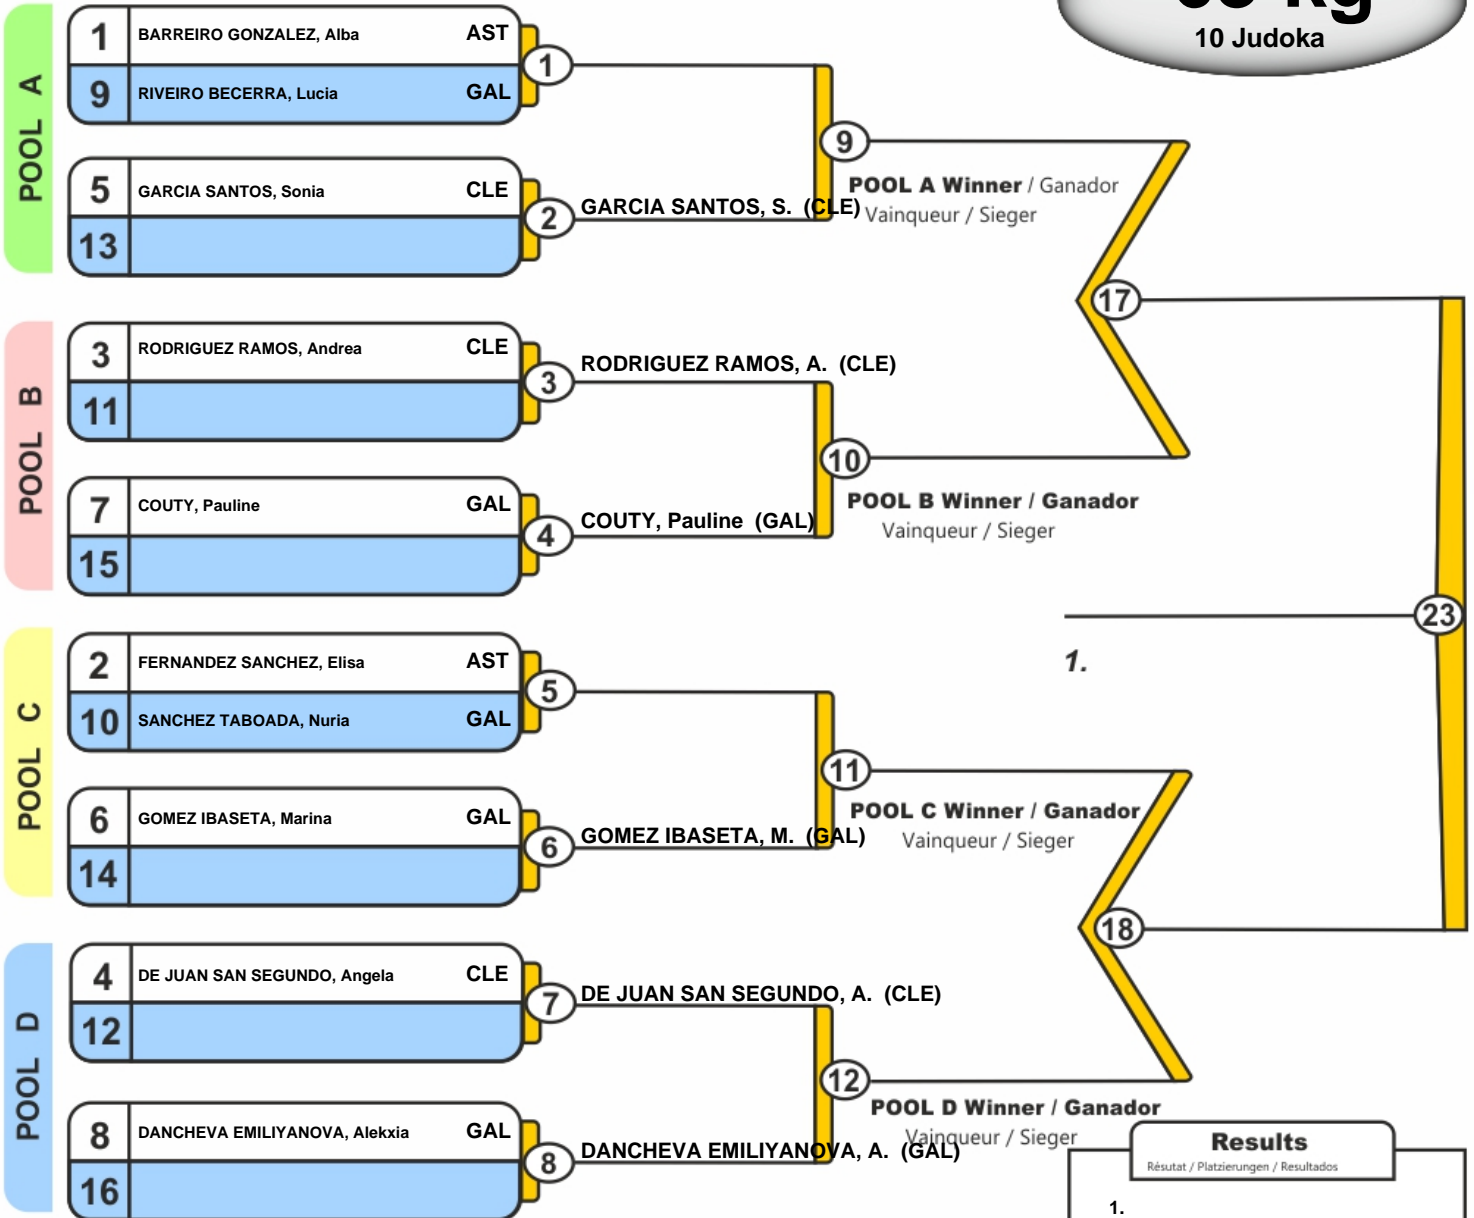 kg
10 Judoka
POOL A
1 BARREIRO GONZALEZ, Alba AST
9 RIVEIRO BECERRA, Lucia GAL
1
5 GARCIA SANTOS, Sonia CLE
13
2 GARCIA SANTOS, S. (CLE)
9
POOL A Winner / Ganador
Vainqueur / Sieger
POOL B
3 RODRIGUEZ RAMOS, Andrea CLE
11
3 RODRIGUEZ RAMOS, A. (CLE)
7 COUTY, Pauline GAL
15
4 COUTY, Pauline (GAL)
10
POOL B Winner / Ganador
Vainqueur / Sieger
17
23
1.
POOL C
2 FERNANDEZ SANCHEZ, Elisa AST
10 SANCHEZ TABOADA, Nuria GAL
5
6 GOMEZ IBASETA, Marina GAL
14
6 GOMEZ IBASETA, M. (GAL)
11
POOL C Winner / Ganador
Vainqueur / Sieger
18
POOL D
4 DE JUAN SAN SEGUNDO, Angela CLE
12
7 DE JUAN SAN SEGUNDO, A. (CLE)
8 DANCHEVA EMILIYANOVA, Alekxia GAL
16
8 DANCHEVA EMILIYANOVA, A. (GAL)
12
POOL D Winner / Ganador
Vainqueur / Sieger
Results
Résutat / Platzierungen / Resultados
1.